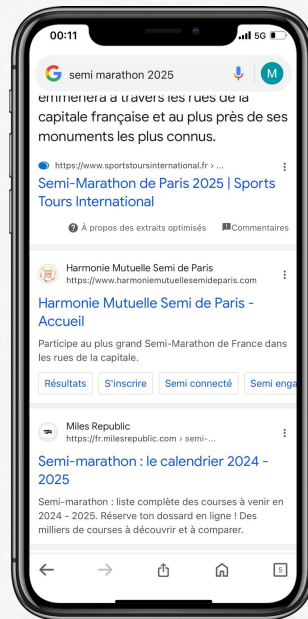 00:11
5G
G semi marathon 2025
M
emmènera à travers les rues de la
capitale française et au plus près de ses
monuments les plus connus.
https://www.sportstoursinternational.fr › ...
Semi-Marathon de Paris 2025 | Sports
Tours International
À propos des extraits optimisés Commentaires
Harmonie Mutuelle Semi de Paris
https://www.harmoniemutuellesemideparis.com
Harmonie Mutuelle Semi de Paris -
Accueil
Participe au plus grand Semi-Marathon de France dans
les rues de la capitale.
Résultats S'inscrire Semi connecté Semi enga
Miles Republic
https://fr.milesrepublic.com › semi-...
Semi-marathon : le calendrier 2024 -
2025
Semi-marathon : liste complète des courses à venir en
2024 - 2025. Réserve ton dossard en ligne ! Des
milliers de courses à découvrir et à comparer.
5